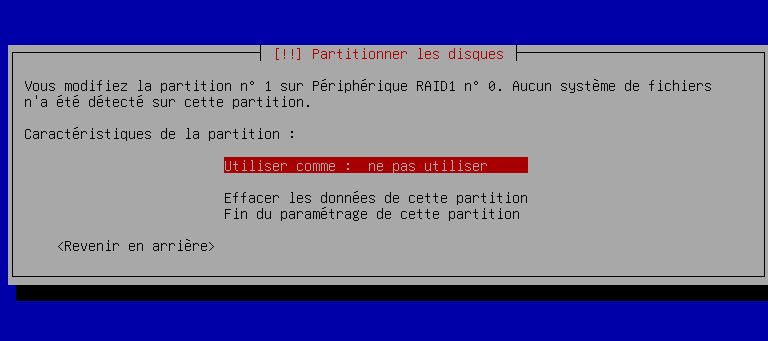 [!!] Partitionner les disques
Vous modifiez la partition n° 1 sur Périphérique RAID1 n° 0. Aucun système de fichiers
n'a été détecté sur cette partition.
Caractéristiques de la partition :
Utiliser comme : ne pas utiliser
Effacer les données de cette partition
Fin du paramétrage de cette partition
<Revenir en arrière>